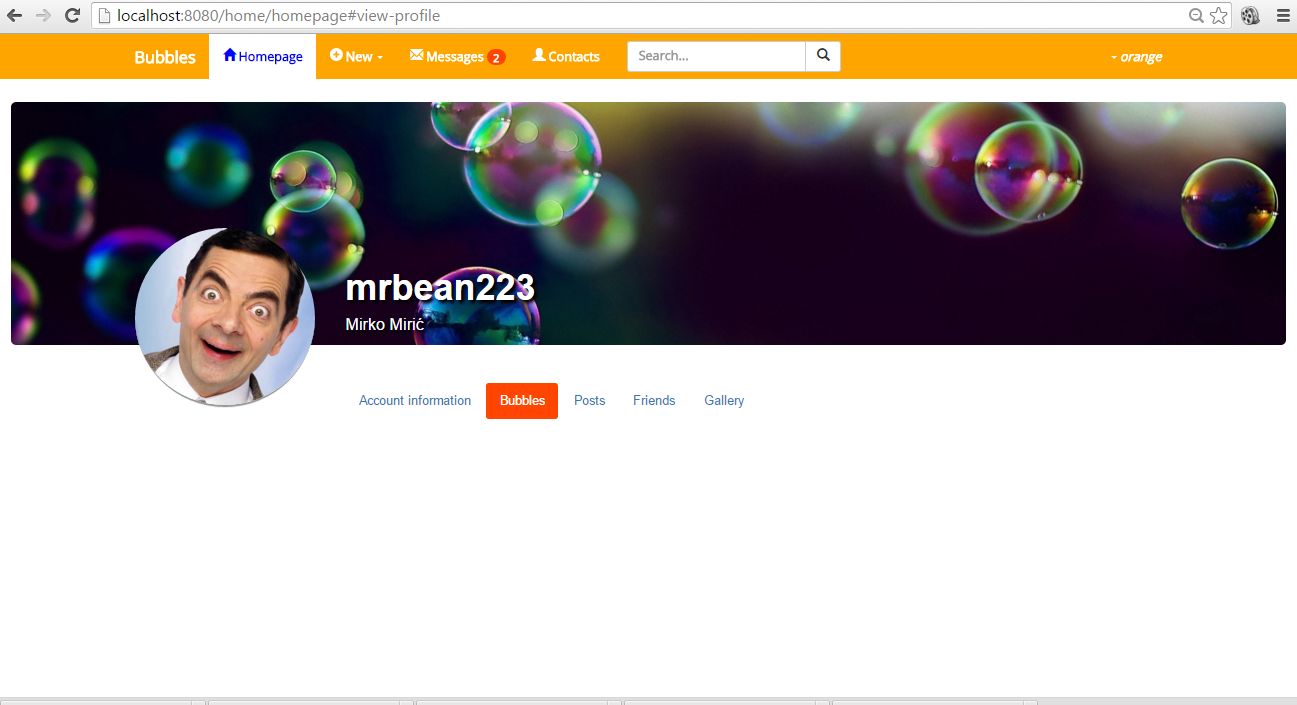 localhost:8080/home/homepage#view-profile
Bubbles Homepage New Messages 2 Contacts Search... orange
mrbean223
Mirko Mirić
Account information Bubbles Posts Friends Gallery